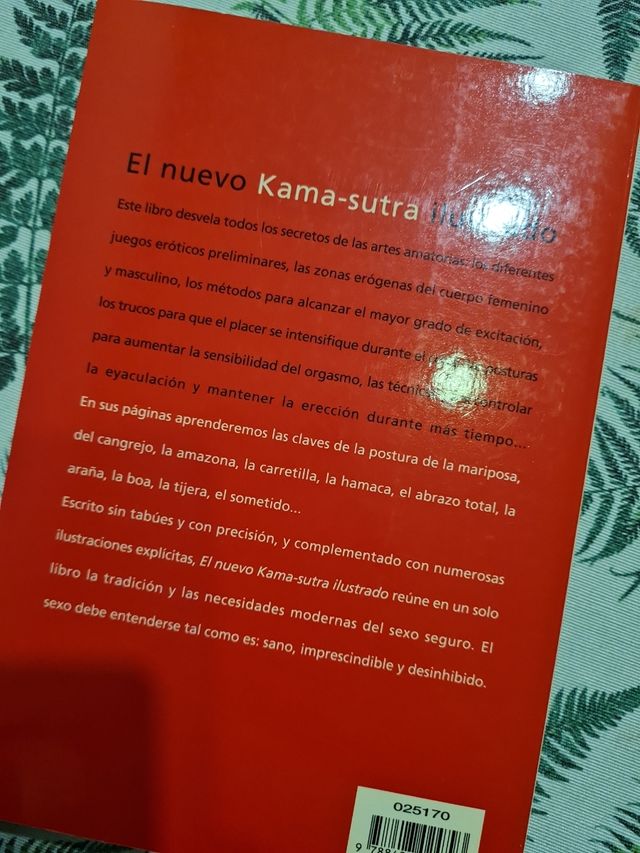 El nuevo Kama-sutra ilustrado
Este libro desvela todos los secretos de las artes amatorias: los diferentes
juegos eróticos preliminares, las zonas erógenas del cuerpo femenino
y masculino, los métodos para alcanzar el mayor grado de excitación,
los trucos para que el placer se intensifique durante el posturas
para aumentar la sensibilidad del orgasmo, las controlar
la eyaculación y mantener la erección durante más tiempo...
En sus páginas aprenderemos las claves de la postura de la mariposa,
del cangrejo, la amazona, la carretilla, la hamaca, el abrazo total, la
araña, la boa, la tijera, el sometido...
Escrito sin tabúes y con precisión, y complementado con numerosas
ilustraciones explícitas, El nuevo Kama-sutra ilustrado reúne en un solo
libro la tradición y las necesidades modernas del sexo seguro. El
sexo debe entenderse tal como es: sano, imprescindible y desinhibido.
025170